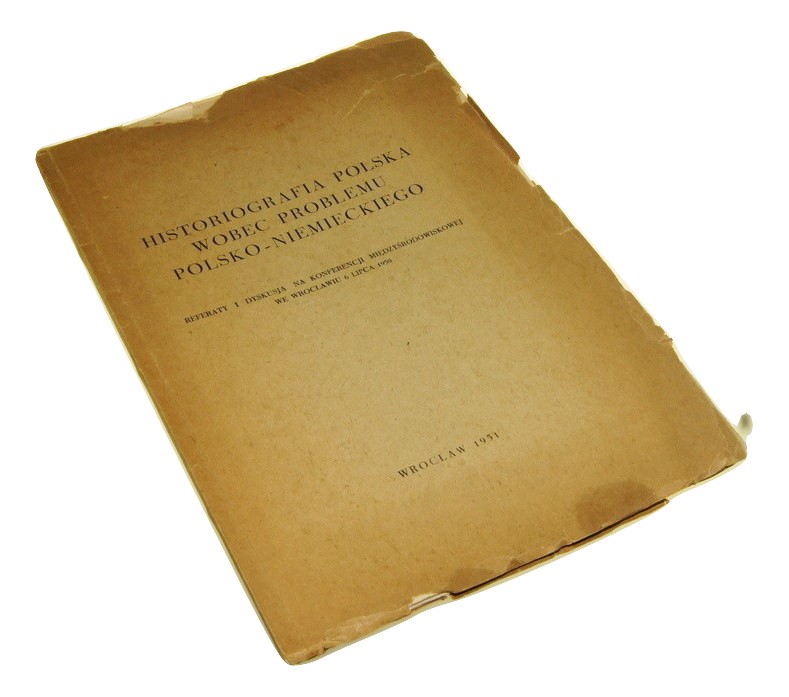 HISTORIOGRAFIA POLSKA
WOBEC PROBLEMU
POLSKO-NIEMIECKIEGO
REFERATY I DYSKUSJA NA KONFERENCJI MIĘDZYŚRODOWISKOWEJ
WE WROCŁAWIU 6 LIPCA 1950
WROCŁAW 1951